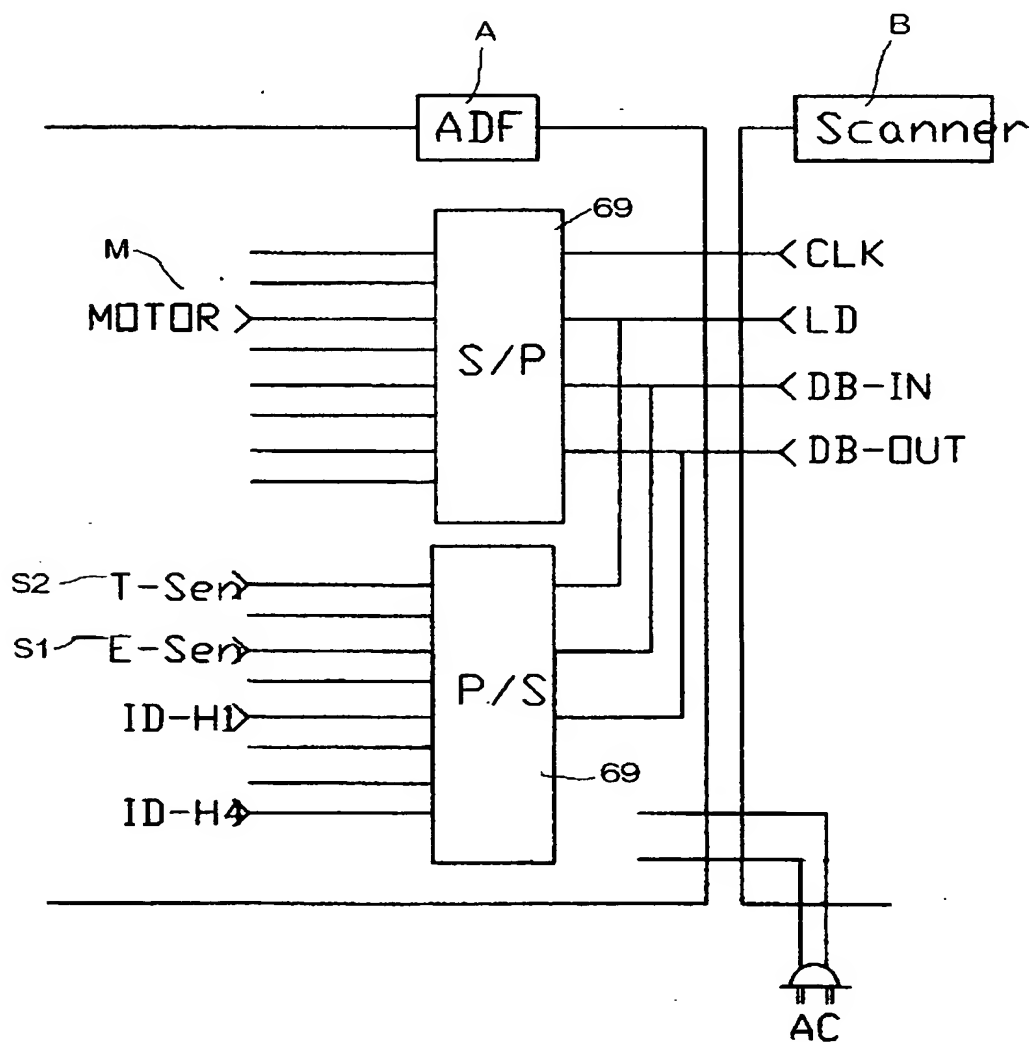 A
B
ADF
Scanner
69
M
CLK
MOTOR
LD
S/P
DB-IN
DB-OUT
S2
T-Sen
S1
E-Sen
P/S
ID-H1
69
ID-H4
AC